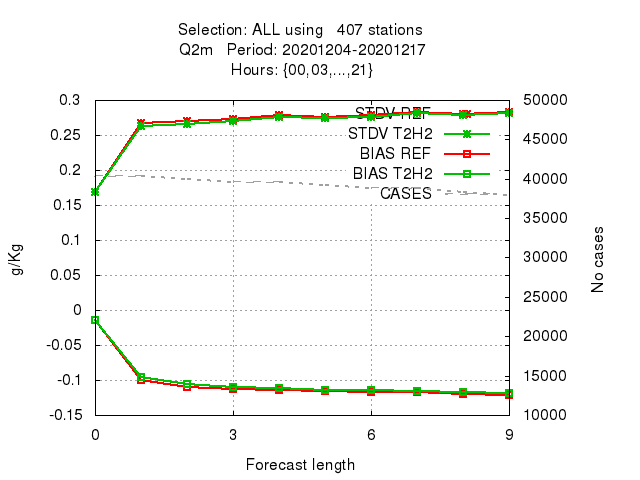 Selection: ALL using   407 stations
Q2m   Period: 20201204-20201217
Hours: {00,03,...,21}
0.3
0.25
0.2
0.15
0.1
0.05
0
-0.05
-0.1
-0.15
g/Kg
50000
45000
40000
35000
30000
25000
20000
15000
10000
No cases
STDV REF
STDV T2H2
BIAS REF
BIAS T2H2
CASES
0 3 6 9
Forecast length